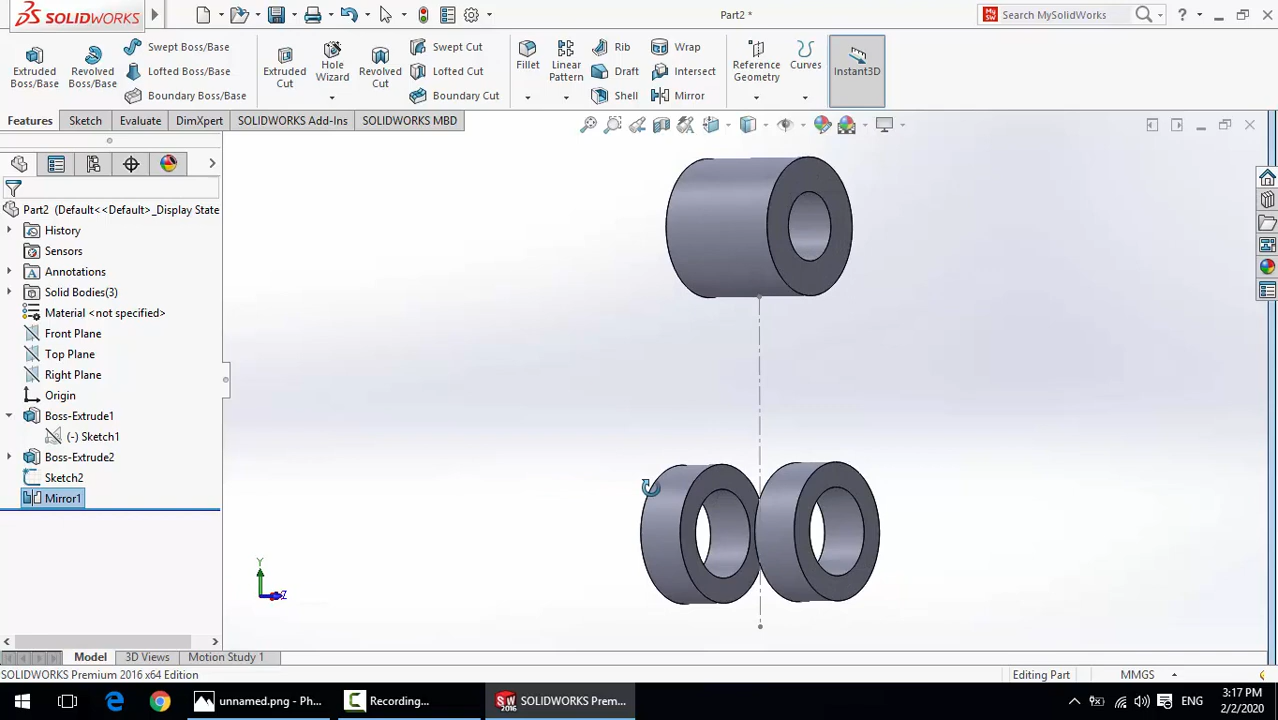 SOLIDWORKS
Part2 *
Search MySolidWorks
Extruded Boss/Base
Revolved Boss/Base
Swept Boss/Base
Lofted Boss/Base
Boundary Boss/Base
Extruded Cut
Hole Wizard
Revolved Cut
Swept Cut
Lofted Cut
Boundary Cut
Fillet
Linear Pattern
Rib
Draft
Shell
Wrap
Intersect
Mirror
Reference Geometry
Curves
Instant3D
Features
Sketch
Evaluate
DimXpert
SOLIDWORKS Add-Ins
SOLIDWORKS MBD
Part2 (Default<<Default>_Display State
History
Sensors
Annotations
Solid Bodies(3)
Material <not specified>
Front Plane
Top Plane
Right Plane
Origin
Boss-Extrude1
(-) Sketch1
Boss-Extrude2
Sketch2
Mirror1
Y
Z
Model
3D Views
Motion Study 1
SOLIDWORKS Premium 2016 x64 Edition
Editing Part
MMGS
unnamed.png - Ph...
Recording...
SOLIDWORKS Prem...
ENG
3:17 PM
2/2/2020